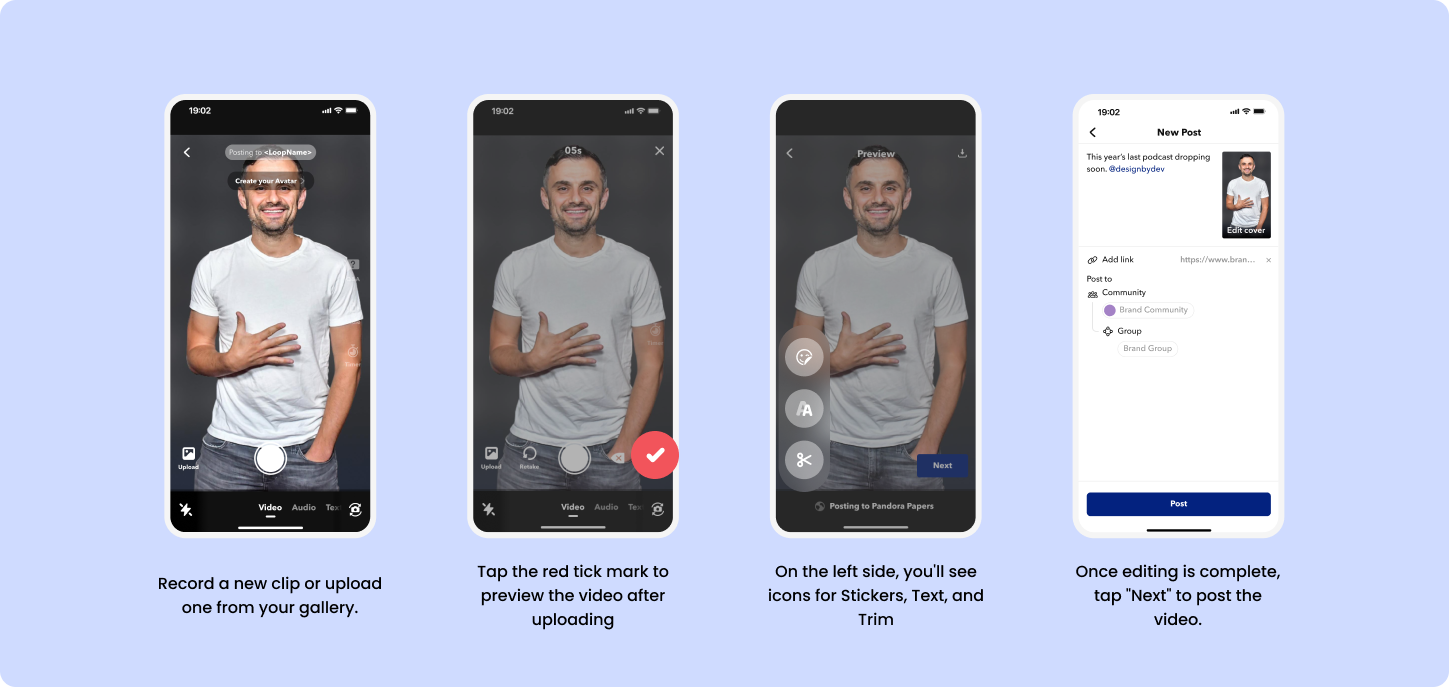 19:02
Posting to <LoopName>
Create your Avatar
Upload
Video Audio
Record a new clip or upload
one from your gallery.
19:02
05s
Upload
Retake
Video Audio
Tap the red tick mark to
preview the video after
uploading
Preview
AA
Next
Posting to Pandora Papers
On the left side, you'll see
icons for Stickers, Text, and
Trim
19:02
New Post
This year's last podcast dropping
soon. @designbydev
Edit cover
Add link
https://www.bran...
Post to
Community
Brand Community
Group
Brand Group
Post
Once editing is complete,
tap "Next" to post the
video.